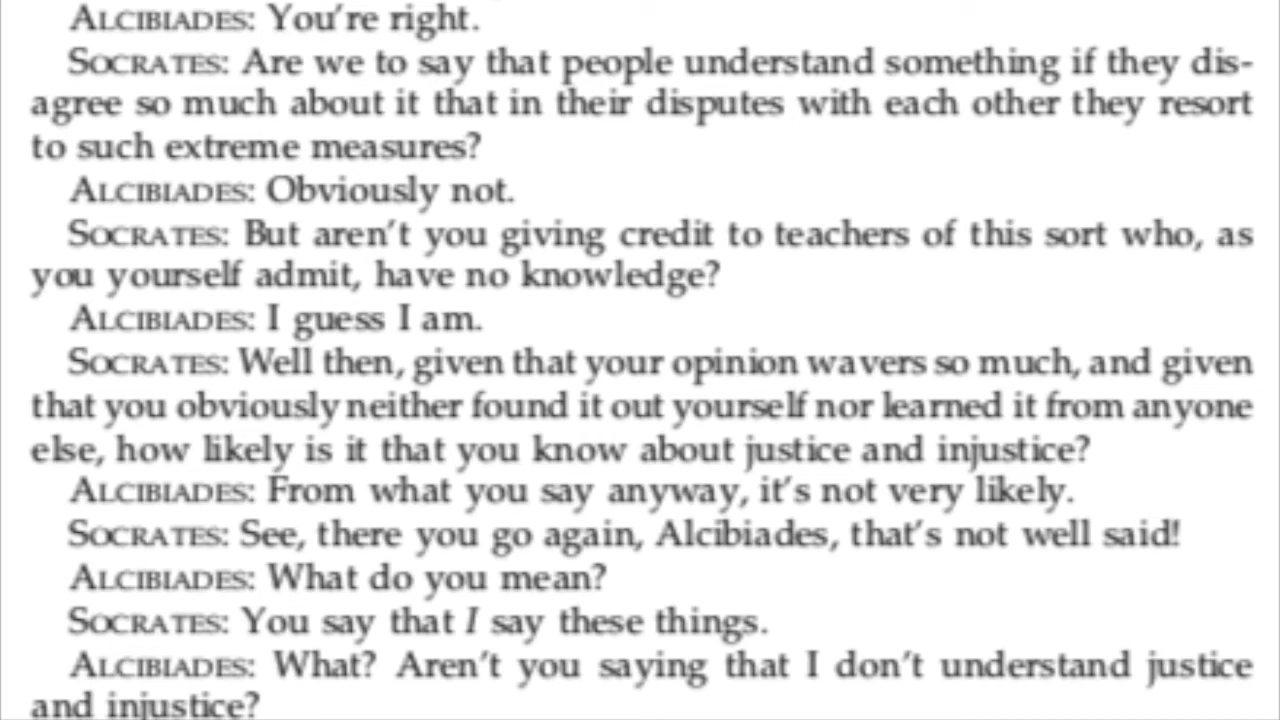 ALCIBIADES: You're right.
SOCRATES: Are we to say that people understand something if they dis-
agree so much about it that in their disputes with each other they resort
to such extreme measures?
ALCIBIADES: Obviously not.
SOCRATES: But aren't you giving credit to teachers of this sort who, as
you yourself admit, have no knowledge?
ALCIBIADES: I guess I am.
SOCRATES: Well then, given that your opinion wavers so much, and given
that you obviously neither found it out yourself nor learned it from anyone
else, how likely is it that you know about justice and injustice?
ALCIBIADES: From what you say anyway, it's not very likely.
SOCRATES: See, there you go again, Alcibiades, that's not well said!
ALCIBIADES: What do you mean?
SOCRATES: You say that I say these things.
ALCIBIADES: What? Aren't you saying that I don't understand justice
and injustice?